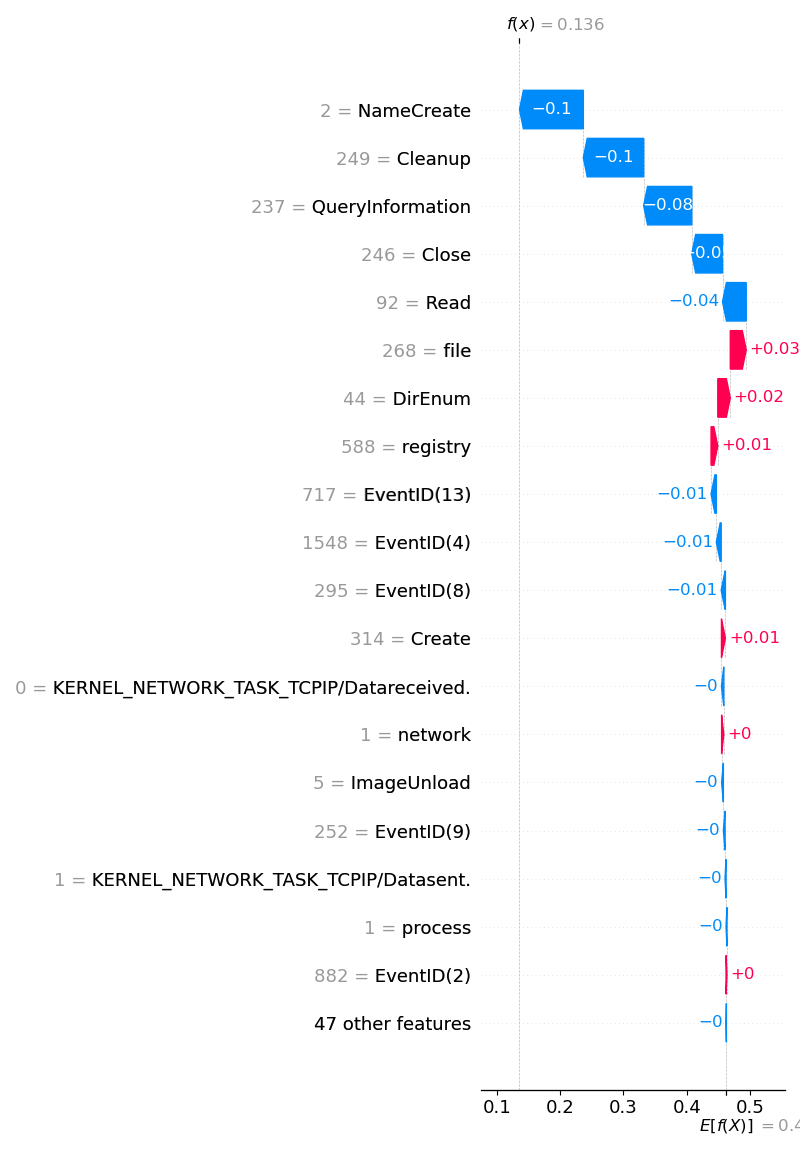 f(x) = 0.136
2 = NameCreate −0.1
249 = Cleanup −0.1
237 = QueryInformation −0.08
246 = Close
92 = Read −0.04
268 = file +0.03
44 = DirEnum +0.02
588 = registry +0.01
717 = EventID(13) −0.01
1548 = EventID(4) −0.01
295 = EventID(8) −0.01
314 = Create +0.01
0 = KERNEL_NETWORK_TASK_TCPIP/Datareceived. −0
1 = network +0
5 = ImageUnload −0
252 = EventID(9) −0
1 = KERNEL_NETWORK_TASK_TCPIP/Datasent. −0
1 = process −0
882 = EventID(2) +0
47 other features −0
0.1 0.2 0.3 0.4 0.5
E[f(X)] =